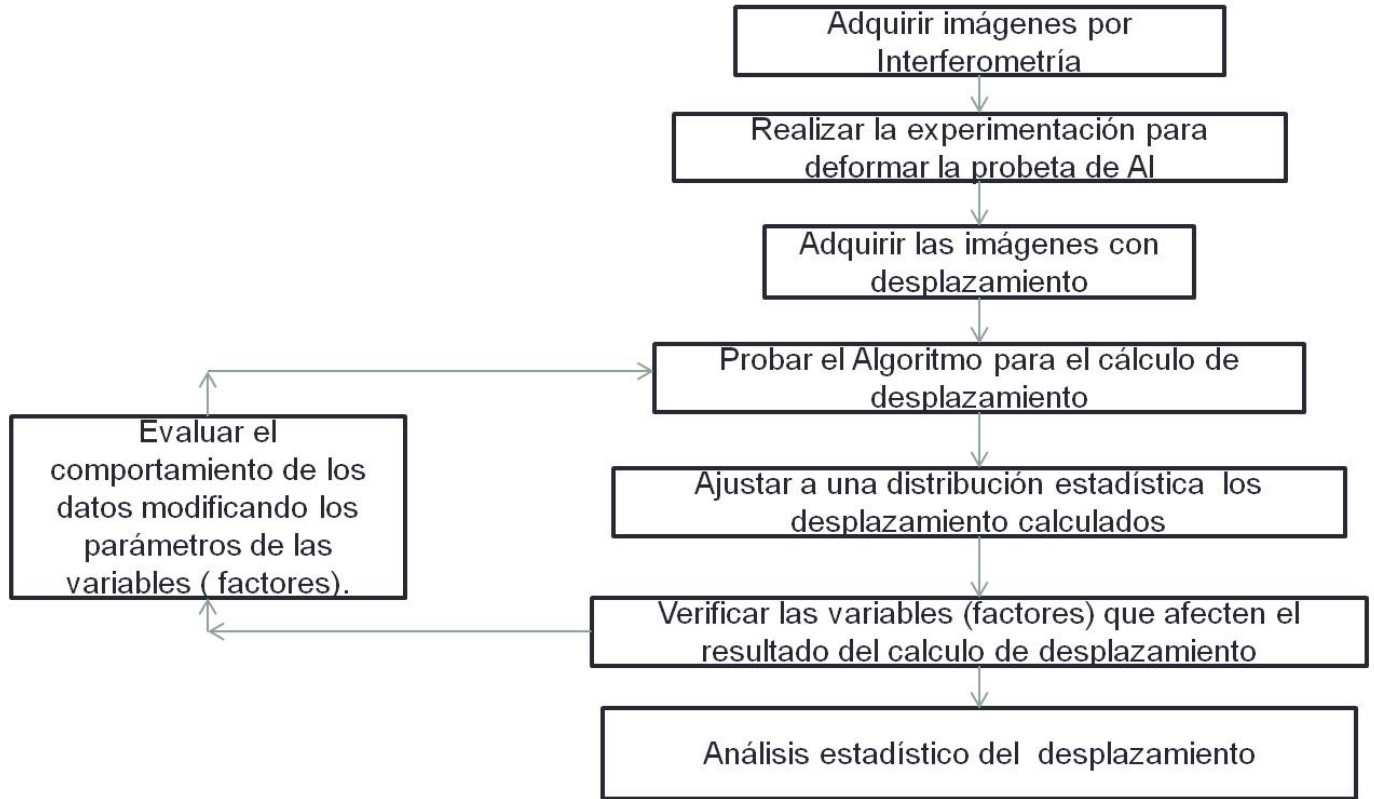 Adquirir imágenes por
Interferometría
Realizar la experimentación para
deformar la probeta de Al
Adquirir las imágenes con
desplazamiento
Probar el Algoritmo para el cálculo de
desplazamiento
Ajustar a una distribución estadística los
desplazamiento calculados
Verificar las variables (factores) que afecten el
resultado del calculo de desplazamiento
Análisis estadístico del desplazamiento
Evaluar el
comportamiento de los
datos modificando los
parámetros de las
variables ( factores).